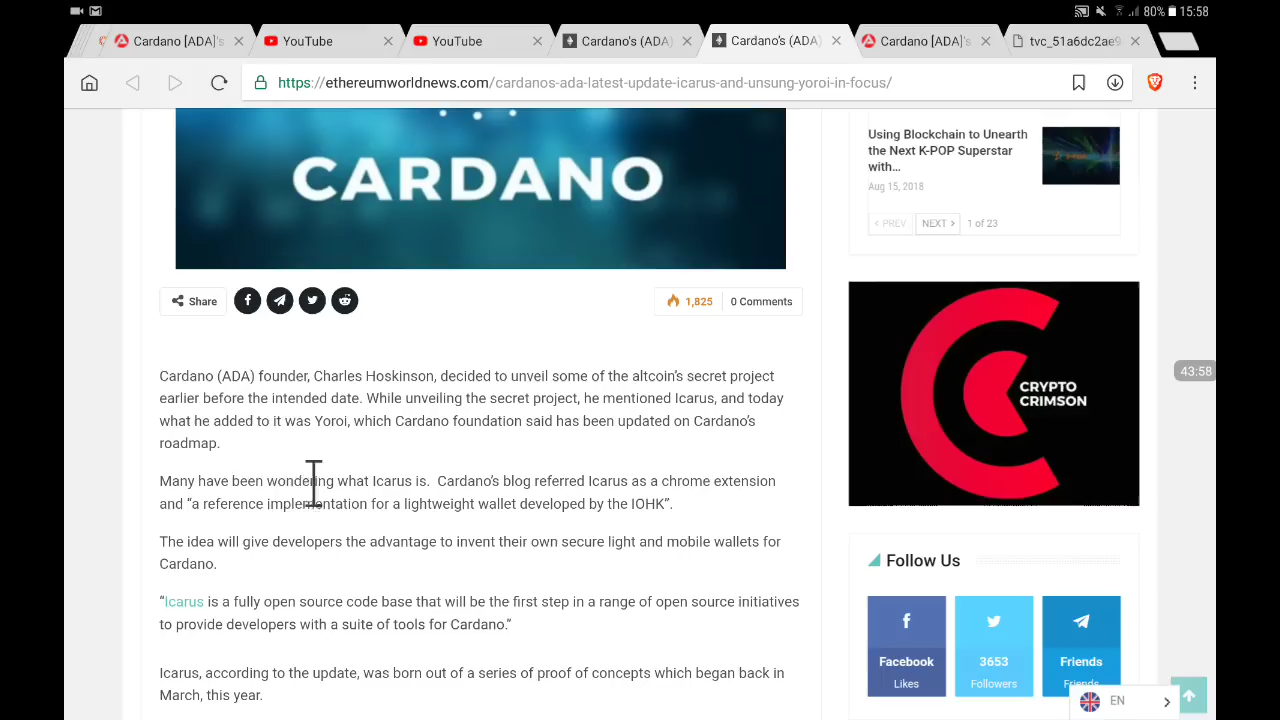 80% 15:58
Cardano [ADA]'s
YouTube
YouTube
Cardano's (ADA)
Cardano's (ADA)
Cardano [ADA]'s
tvc_51a6dc2ae9
https://ethereumworldnews.com/cardanos-ada-latest-update-icarus-and-unsung-yoroi-in-focus/
CARDANO
Share
1,825
0 Comments
Cardano (ADA) founder, Charles Hoskinson, decided to unveil some of the altcoin's secret project
earlier before the intended date. While unveiling the secret project, he mentioned Icarus, and today
what he added to it was Yoroi, which Cardano foundation said has been updated on Cardano's
roadmap.
Many have been wondering what Icarus is.  Cardano's blog referred Icarus as a chrome extension
and “a reference implementation for a lightweight wallet developed by the IOHK”.
The idea will give developers the advantage to invent their own secure light and mobile wallets for
Cardano.
“Icarus is a fully open source code base that will be the first step in a range of open source initiatives
to provide developers with a suite of tools for Cardano.”
Icarus, according to the update, was born out of a series of proof of concepts which began back in
March, this year.
Using Blockchain to Unearth
the Next K-POP Superstar
with…
Aug 15, 2018
PREV
NEXT
1 of 23
CRYPTO
CRIMSON
43:58
Follow Us
Facebook
Likes
3653
Followers
Friends
Friends
EN